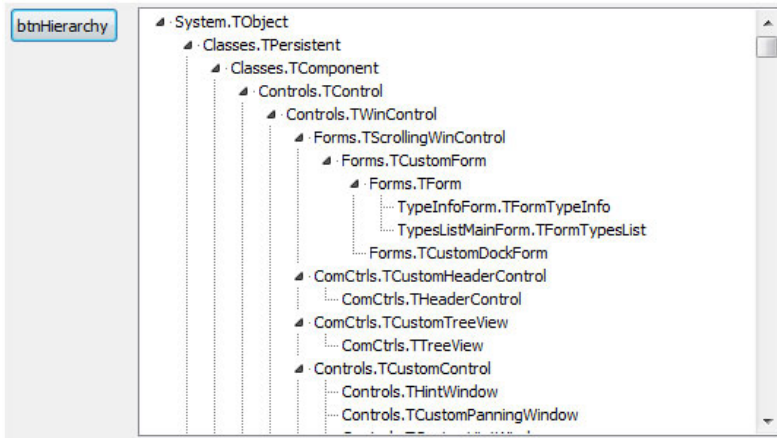 btnHierarchy
System.TObject
Classes.TPersistent
Classes.TComponent
Controls.TControl
Controls.TWinControl
Forms.TScrollingWinControl
Forms.TCustomForm
Forms.TForm
TypeInfoForm.TFormTypeInfo
TypesListMainForm.TFormTypesList
Forms.TCustomDockForm
ComCtrls.TCustomHeaderControl
ComCtrls.THeaderControl
ComCtrls.TCustomTreeView
ComCtrls.TTreeView
Controls.TCustomControl
Controls.THintWindow
Controls.TCustomPanningWindow